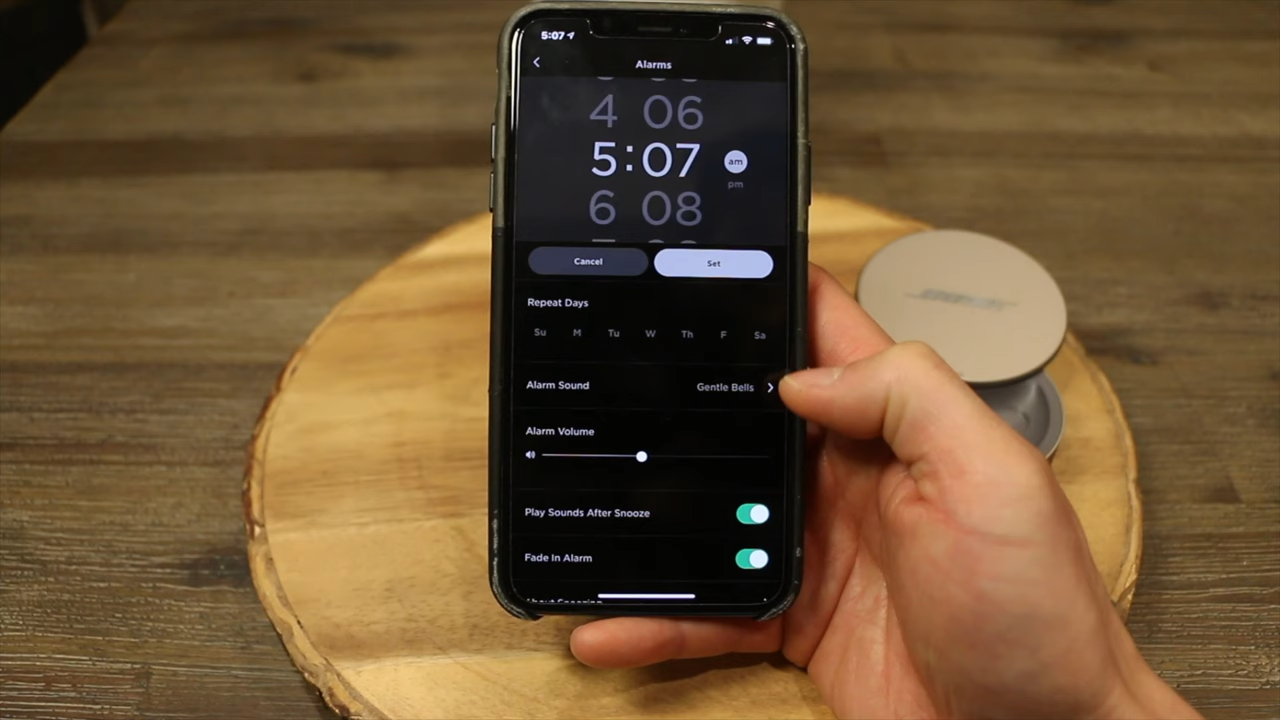 5:07
Alarms
4 06
5:07 am
pm
6 08
Cancel Set
Repeat Days
Su M Tu W Th F Sa
Alarm Sound Gentle Bells
Alarm Volume
Play Sounds After Snooze
Fade In Alarm